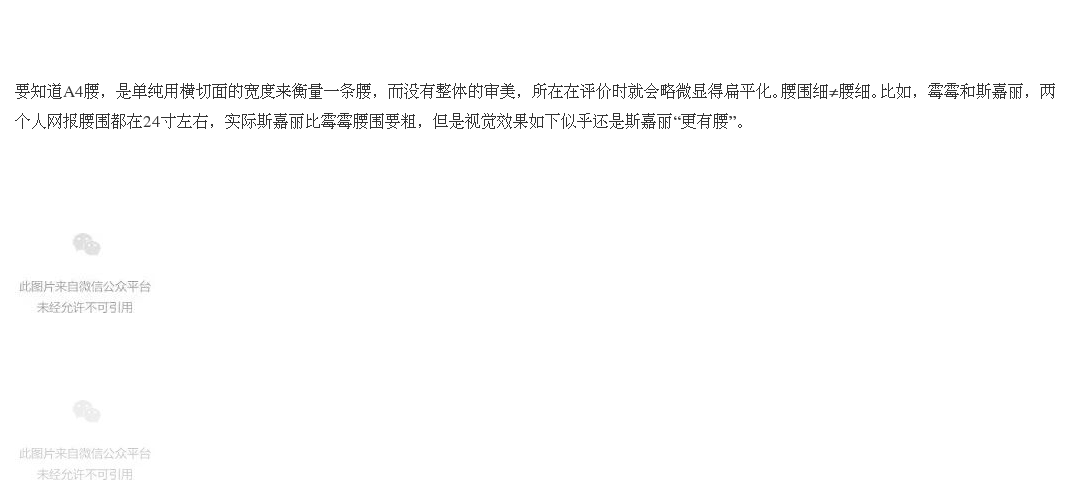 要知道A4腰，是单纯用横切面的宽度来衡量一条腰，而没有整体的审美，所在在评价时就会略微显得扁平化。腰围细≠腰细。比如，霉霉和斯嘉丽，两
个人网报腰围都在24寸左右，实际斯嘉丽比霉霉腰围要粗，但是视觉效果如下似乎还是斯嘉丽“更有腰”。
此图片来自微信公众平台
未经允许不可引用
此图片来自微信公众平台
未经允许不可引用